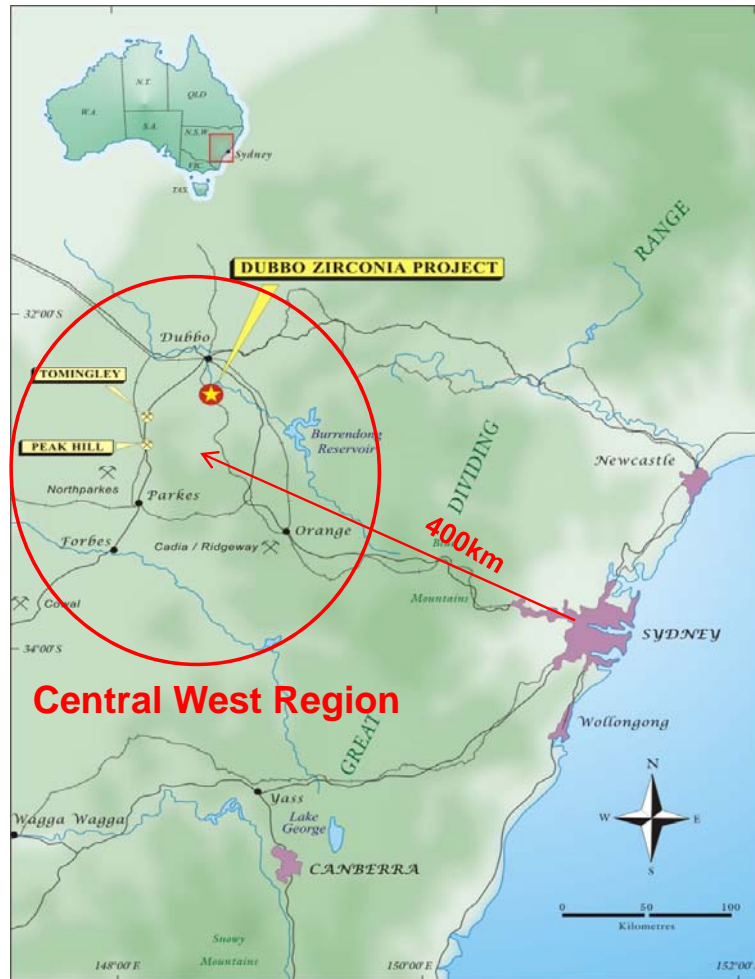 N.T.
QLD
W.A.
S.A.
N.S.W.
Sydney
VIC.
TAS.
RANGE
DUBBO ZIRCONIA PROJECT
32°00'S
Dubbo
TOMINGLEY
PEAK HILL
Burrendong
Reservoir
DIVIDING
Newcastle
Northparkes
Parkes
Orange
400km
Forbes
Cadia / Ridgeway
Mountains
Cowal
SYDNEY
34°00'S
Central West Region
GREAT
Wollongong
Yass
N
Wagga Wagga
Lake
George
W
E
CANBERRA
S
0
50
100
Kilometres
Snowy
Mountains
148°00'E
150°00'E
152°00'E